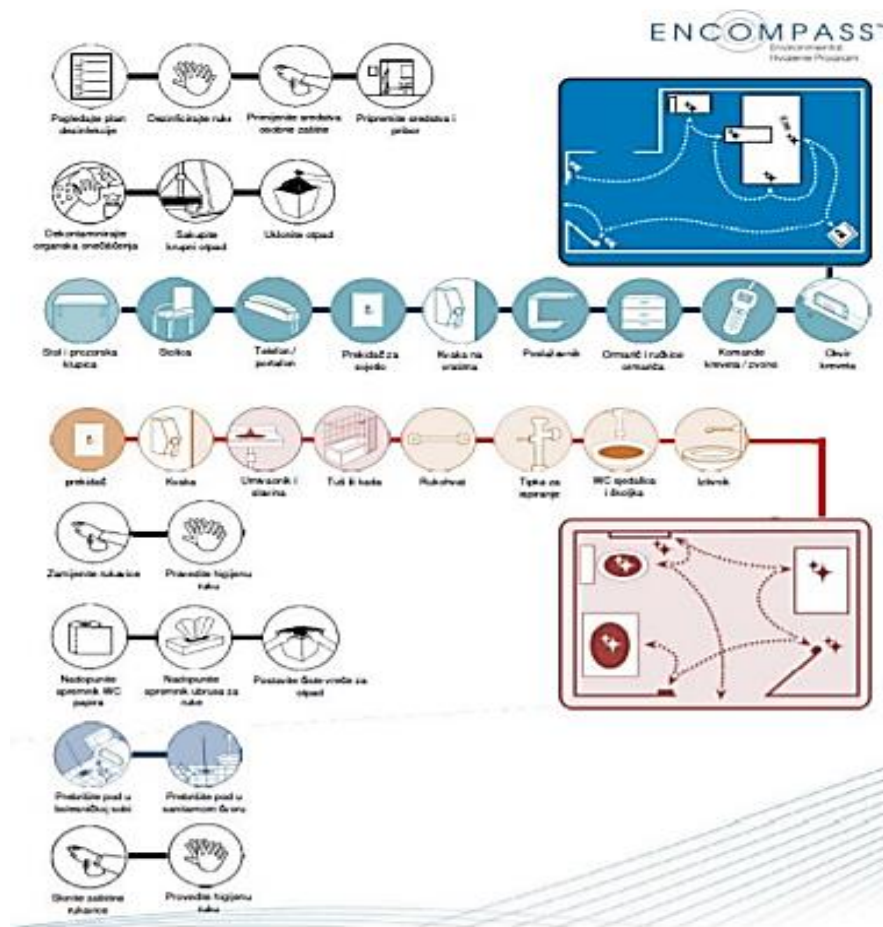 ENCOMPASS™
Environmental
Hygiene Program
Pogledajte plan
dezinfekcije
Dezinficirajte ruke
Primijenite sredstva
osobne zaštite
Pripremite sredstva i
pribor
Dekontaminirajte
organska onečišćenja
Sakupite
krupni otpad
Uklonite otpad
Stol i prozorska
klupica
Stolica
Telefon/
portafon
Prekidač za
svjetlo
Kvaka na
vratima
Poslužavnik
Ormarić i ručkice
ormarića
Komande
kreveta / zvono
Okvir
kreveta
prekidač
Kvaka
Umivaonik i
slavina
Tuš ili kada
Rukohvat
Tipka za
ispiranje
WC sjedalica
i školjka
Izlivnik
Zamijenite rukavice
Provedite higijenu
ruku
Nadopunite
spremnik WC
papira
Nadopunite
spremnik ubrusa za
ruke
Postavite čiste vreće za
otpad
Prebrišite pod u
bolesničkoj sobi
Prebrišite pod u
sanitarnom čvoru
Skinite zaštitne
rukavice
Provedite higijenu
ruku